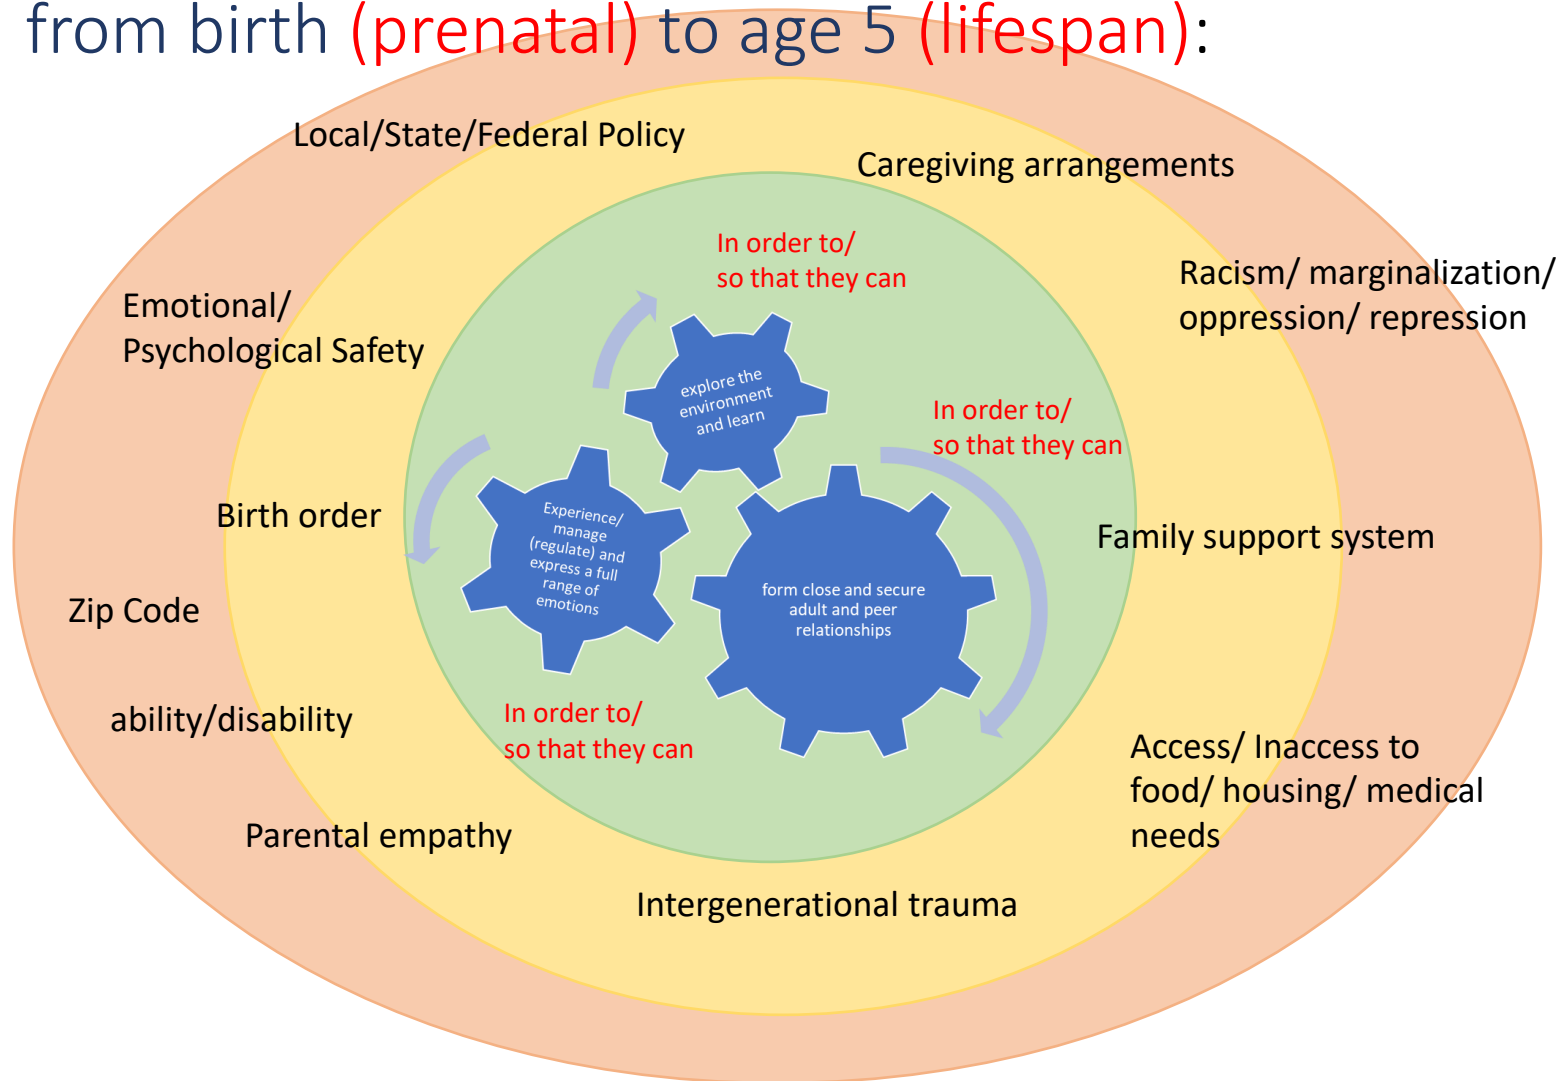 from birth (prenatal) to age 5 (lifespan):
Local/State/Federal Policy
Caregiving arrangements
In order to/
so that they can
Racism/ marginalization/
oppression/ repression
Emotional/
Psychological Safety
explore the
environment
and learn
In order to/
so that they can
Birth order
Experience/
manage
(regulate) and
express a full
range of
emotions
Family support system
form close and secure
adult and peer
relationships
Zip Code
ability/disability
In order to/
so that they can
Access/ Inaccess to
food/ housing/ medical
needs
Parental empathy
Intergenerational trauma